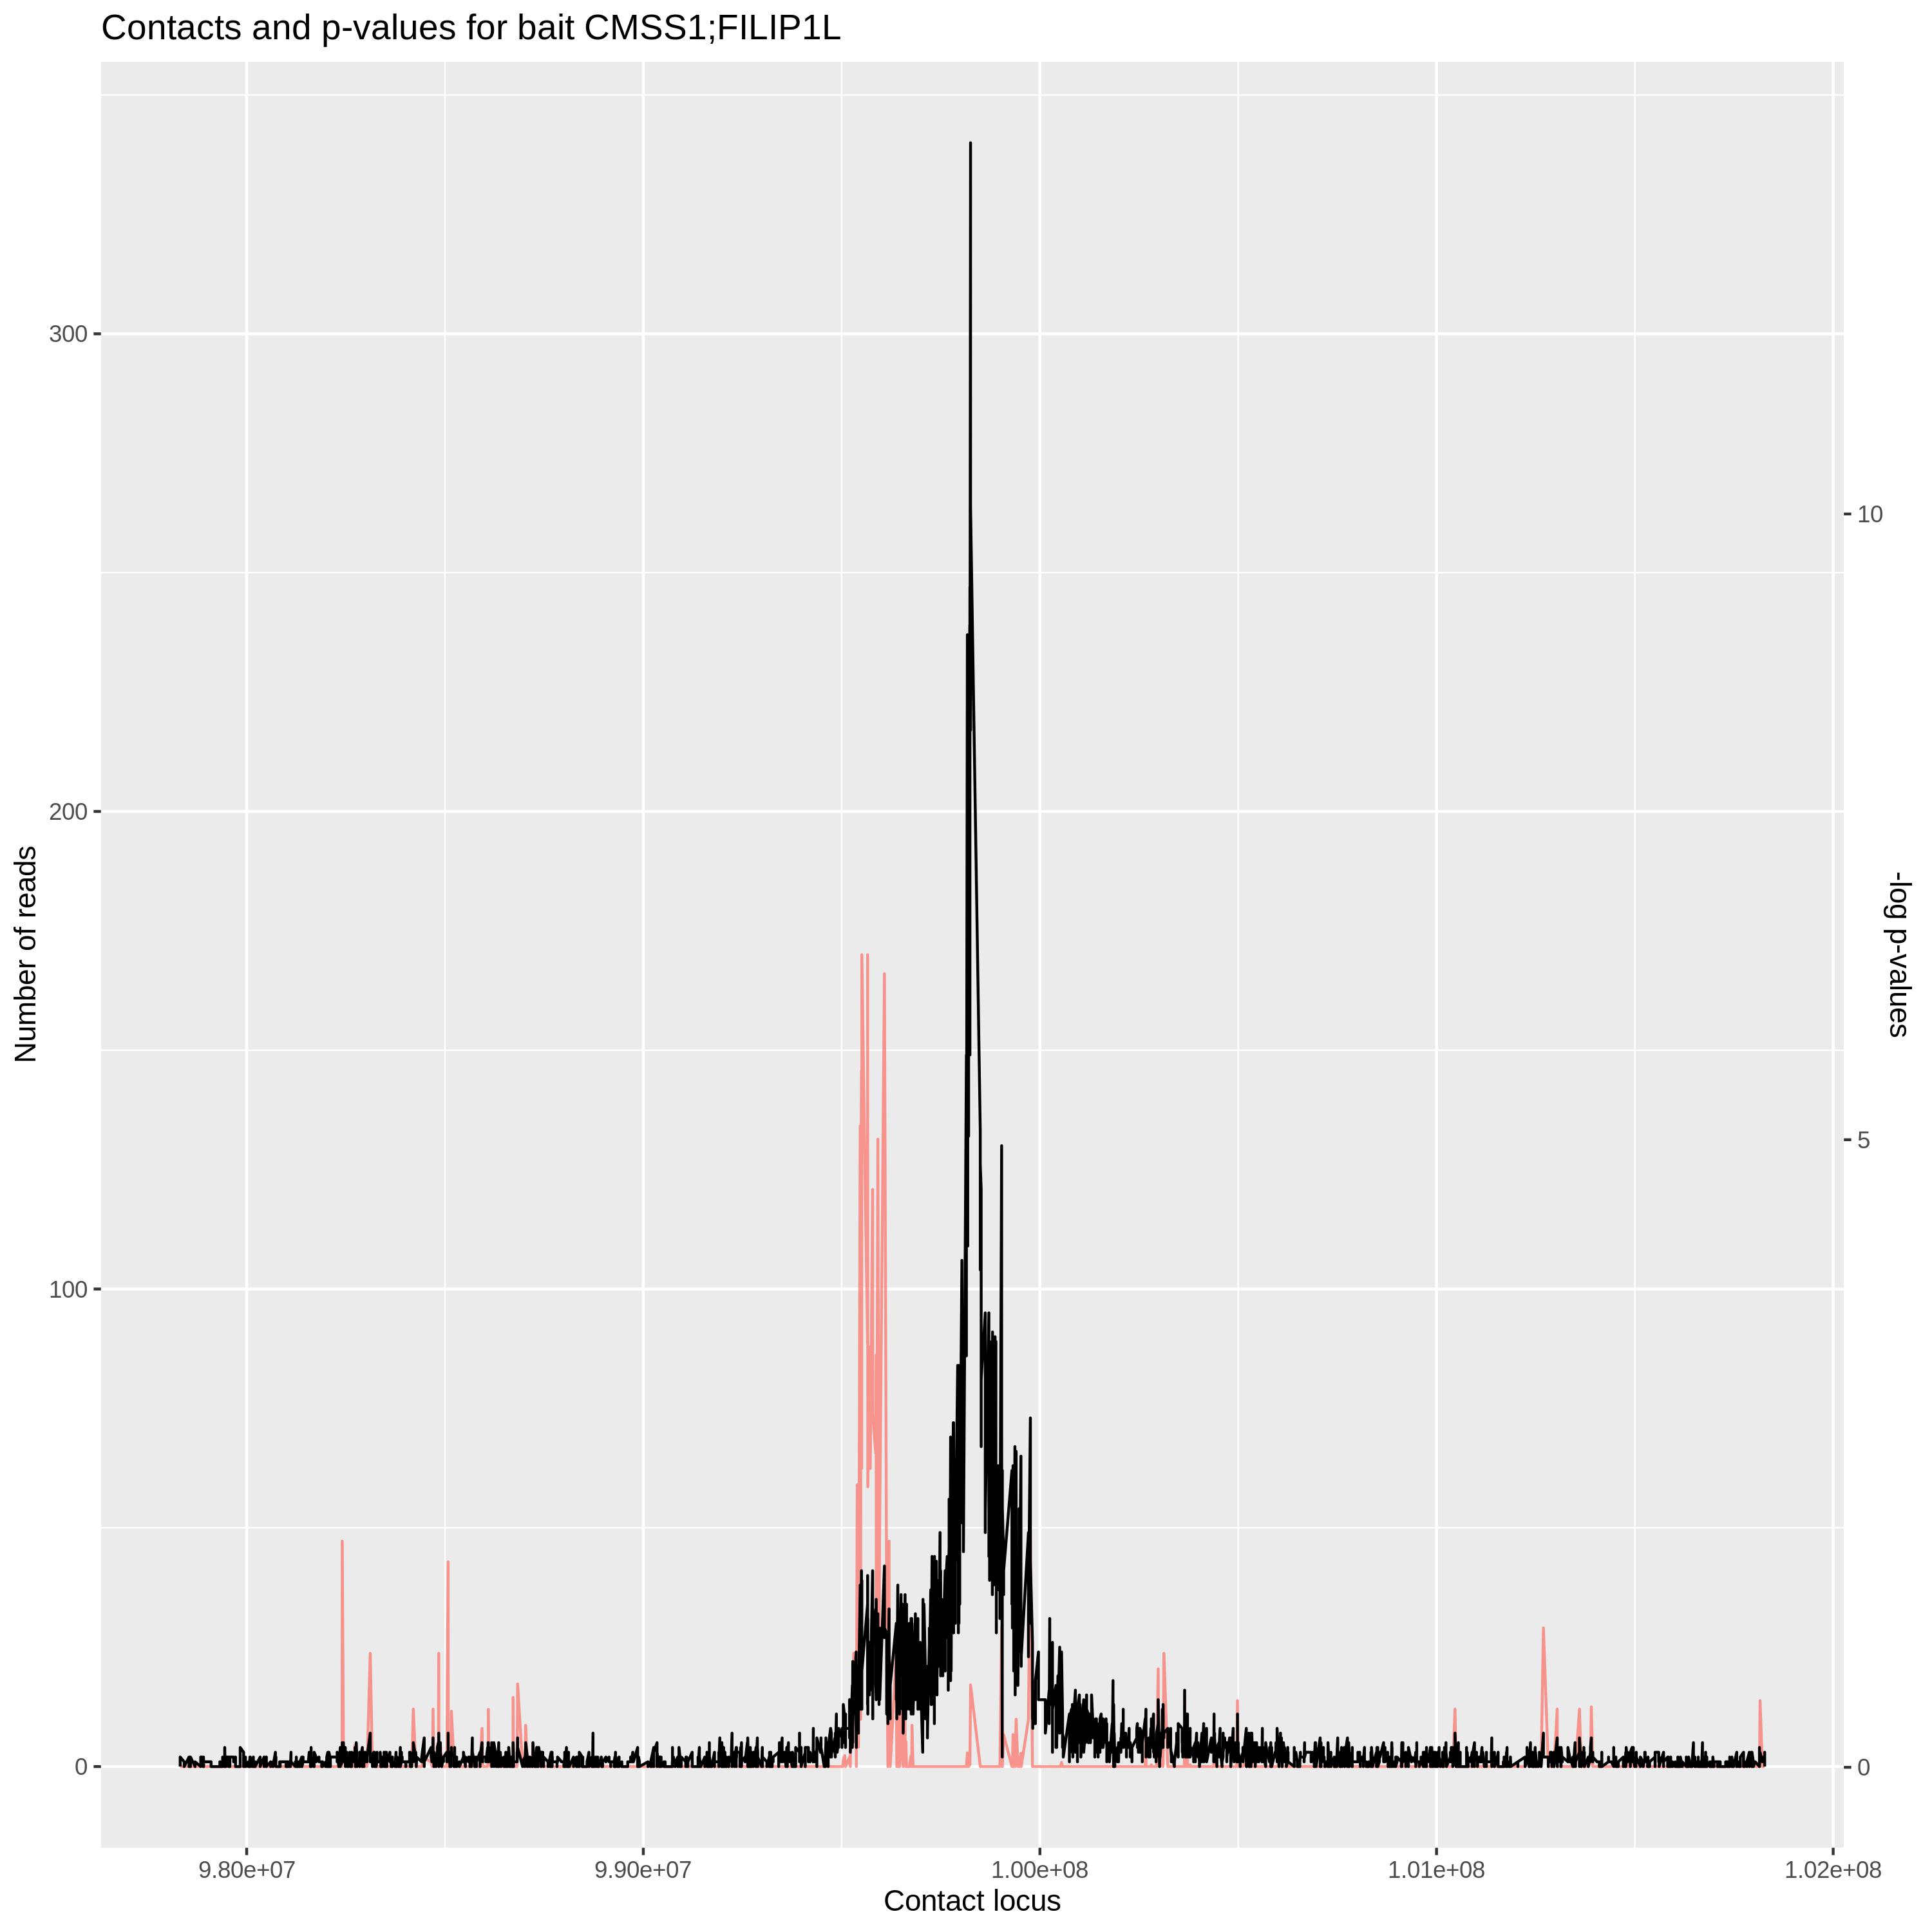 Contacts and p-values for bait CMSS1;FILIP1L
300
200
100
0
Number of reads
10
5
0
-log p-values
9.80e+07
9.90e+07
1.00e+08
1.01e+08
1.02e+08
Contact locus